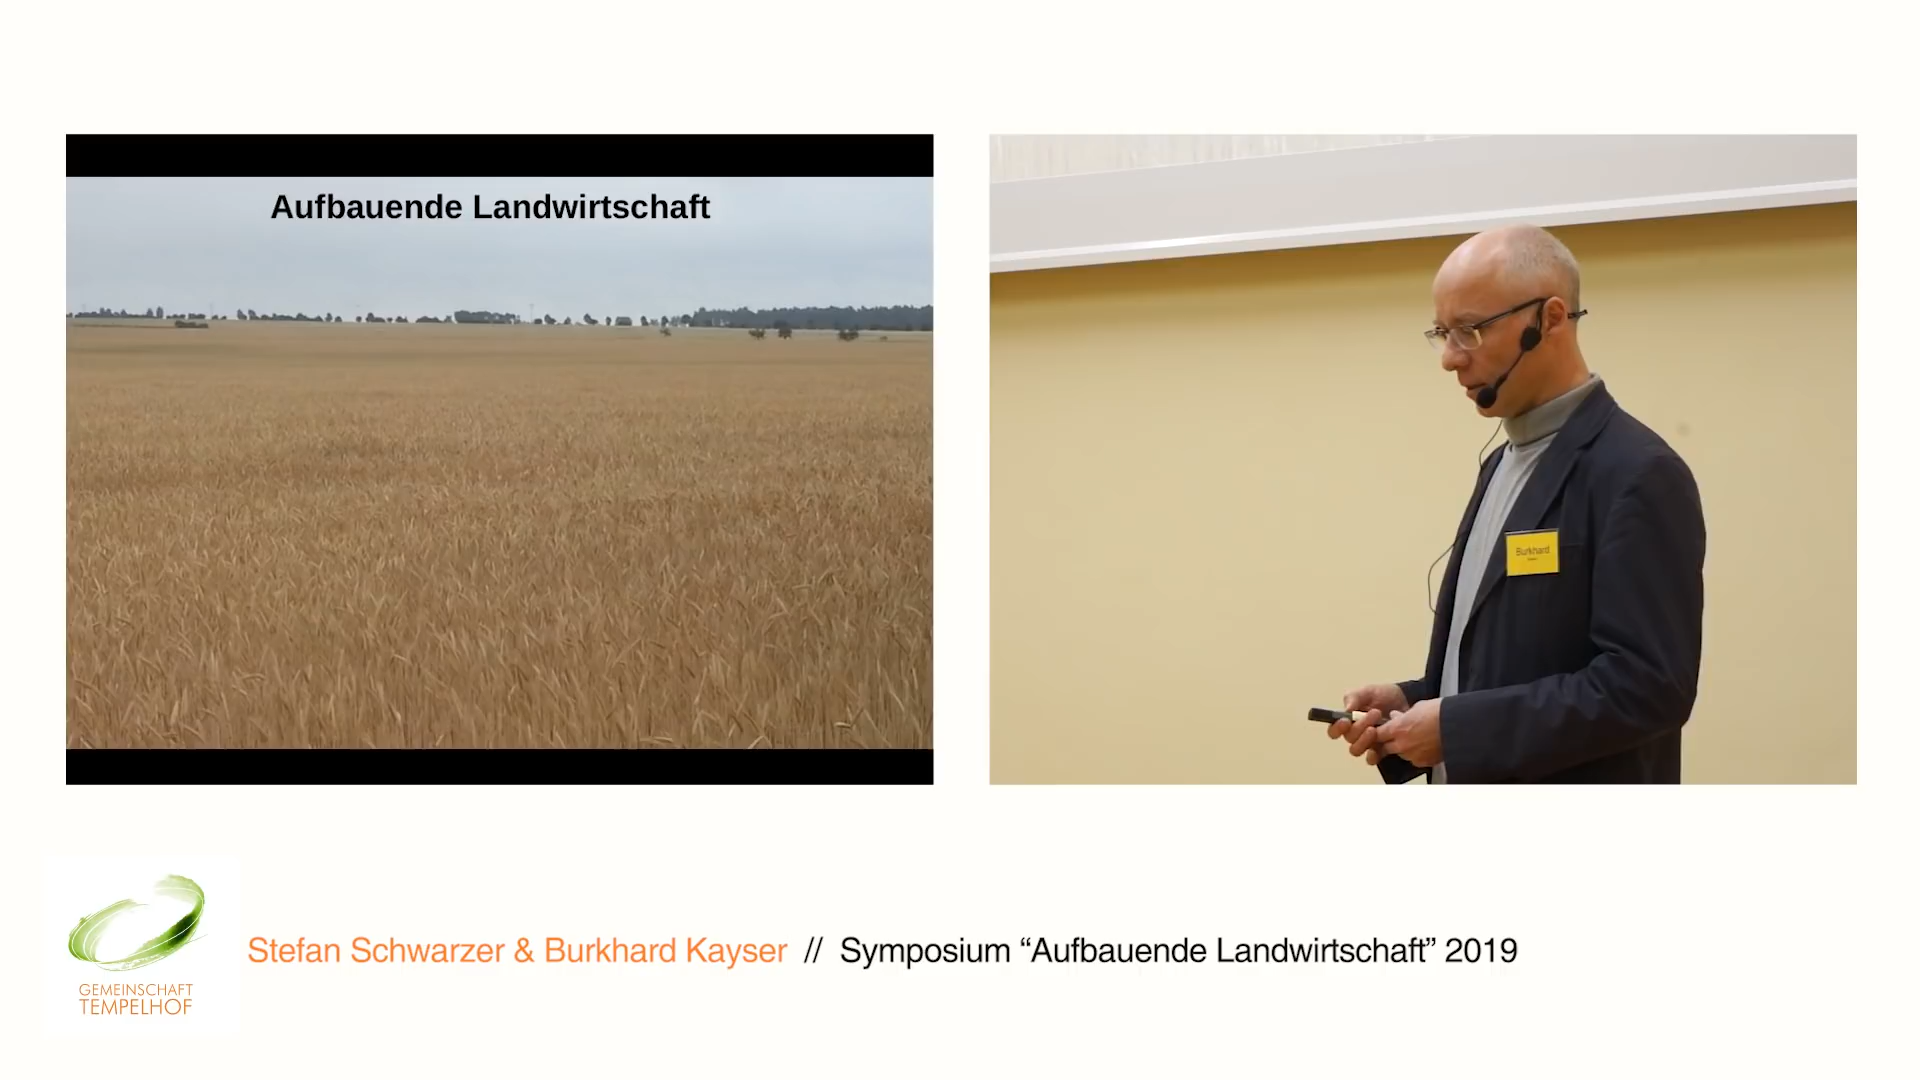 Aufbauende Landwirtschaft
Burkhard
GEMEINSCHAFT
TEMPELHOF
Stefan Schwarzer & Burkhard Kayser // Symposium “Aufbauende Landwirtschaft” 2019